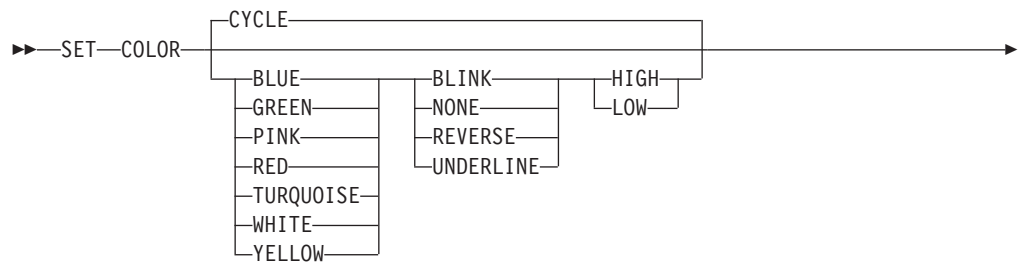 CYCLE
SET COLOR
BLUE BLINK HIGH
GREEN NONE LOW
PINK REVERSE
RED UNDERLINE
TURQUOISE
WHITE
YELLOW